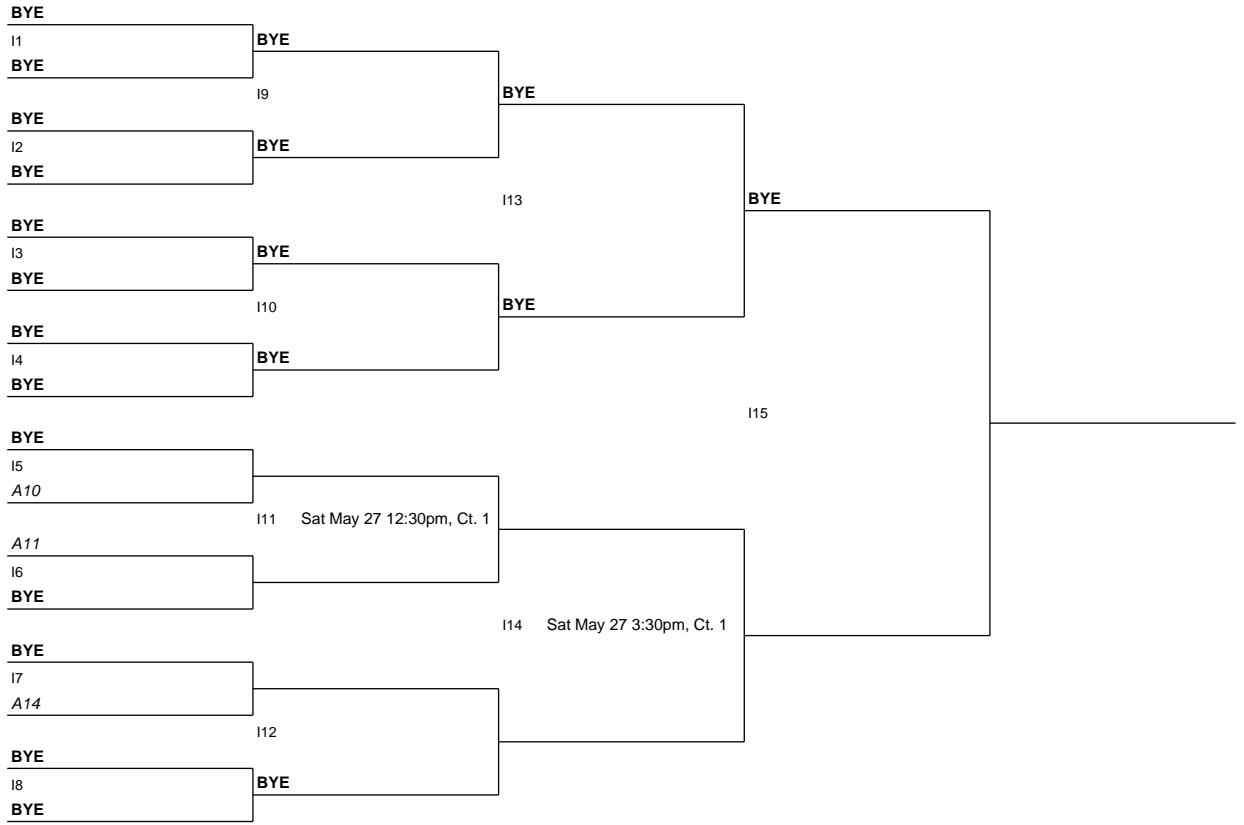 BYE
I1
BYE
BYE
I9
BYE
BYE
I2
BYE
BYE
I13
BYE
BYE
I3
BYE
BYE
I10
BYE
BYE
I4
BYE
BYE
I15
BYE
I5
A10
I11 Sat May 27 12:30pm, Ct. 1
A11
I6
BYE
I14 Sat May 27 3:30pm, Ct. 1
BYE
I7
A14
I12
BYE
I8
BYE
BYE